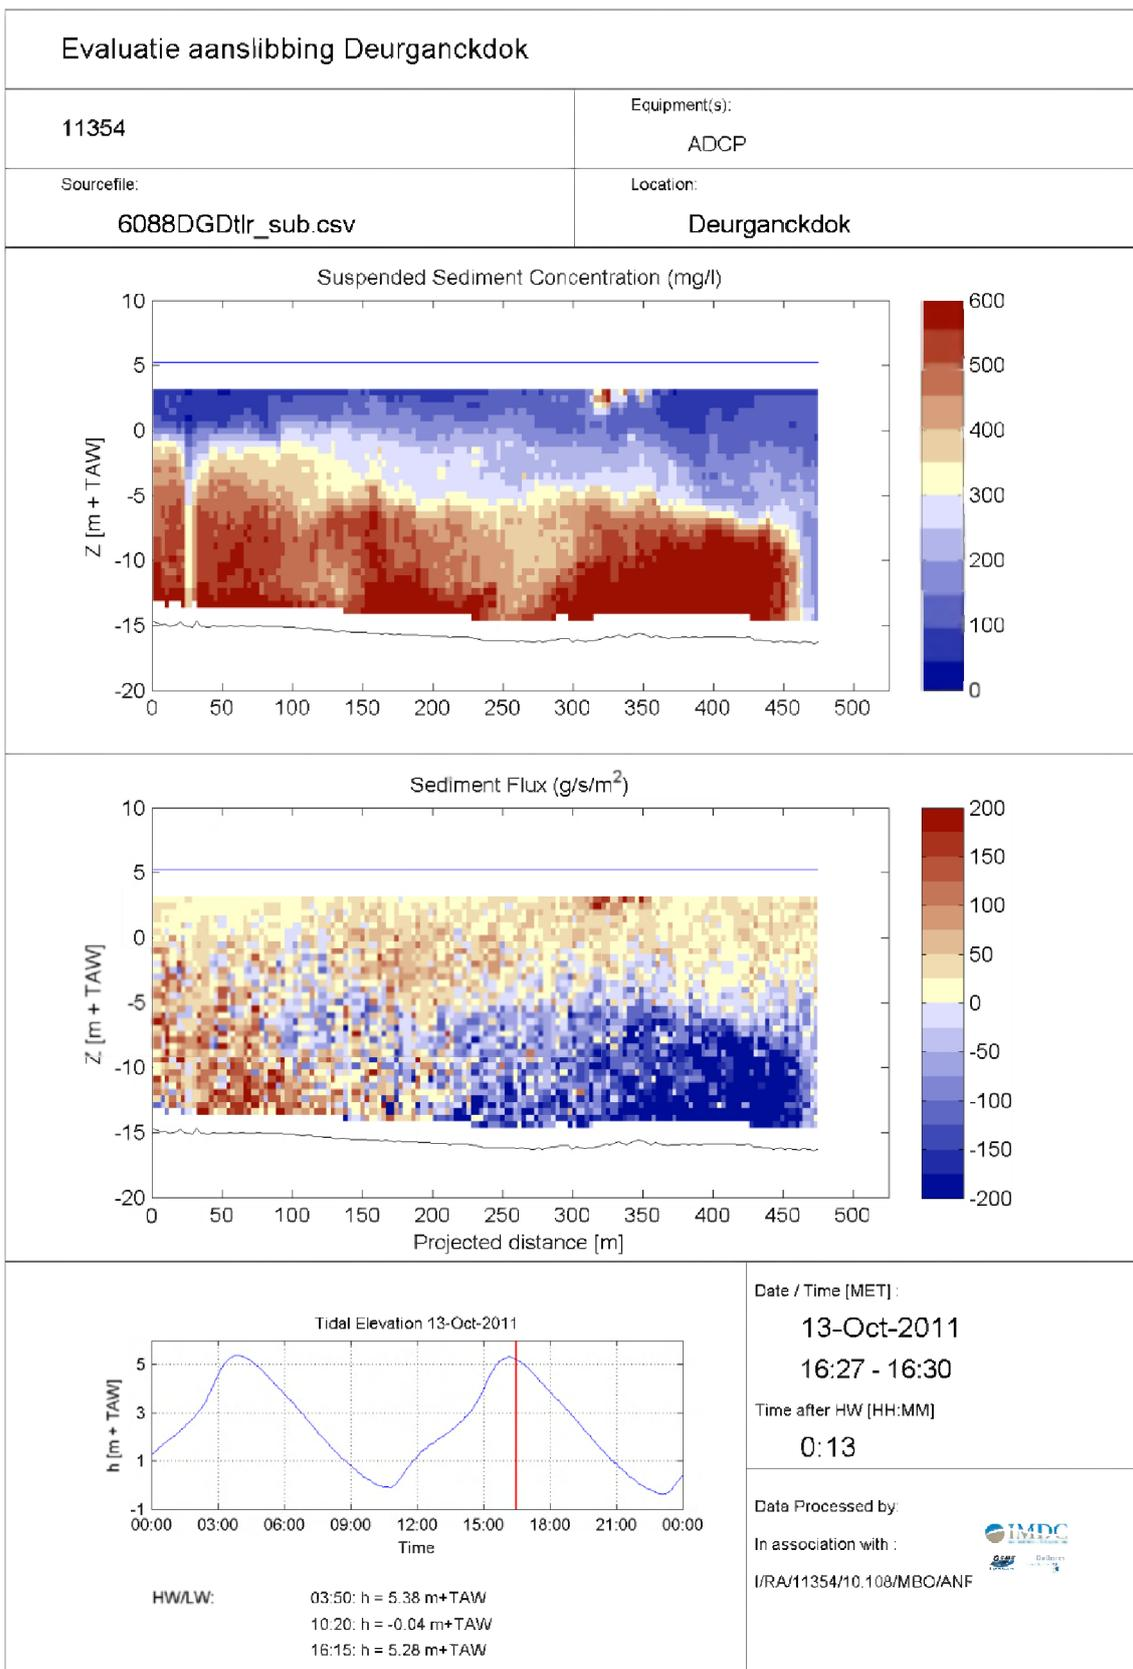 Evaluatie aanslibbing Deurganckdok
11354
Equipment(s):
ADCP
Sourcefile:
6088DGDtlr_sub.csv
Location:
Deurganckdok
Suspended Sediment Concentration (mg/l)
10
5
0
-5
-10
-15
-20
Z [m + TAW]
0 50 100 150 200 250 300 350 400 450 500
600
500
400
300
200
100
0
Sediment Flux (g/s/m²)
10
5
0
-5
-10
-15
-20
Z [m + TAW]
0 50 100 150 200 250 300 350 400 450 500
Projected distance [m]
200
150
100
50
0
-50
-100
-150
-200
Tidal Elevation 13-Oct-2011
5
3
1
-1
h [m + TAW]
00:00 03:00 06:00 09:00 12:00 15:00 18:00 21:00 00:00
Time
HW/LW:
03:50: h = 5.38 m+TAW
10:20: h = -0.04 m+TAW
16:15: h = 5.28 m+TAW
Date / Time [MET] :
13-Oct-2011
16:27 - 16:30
Time after HW [HH:MM]
0:13
Data Processed by:
IMDC
In association with :
I/RA/11354/10.108/MBO/ANF